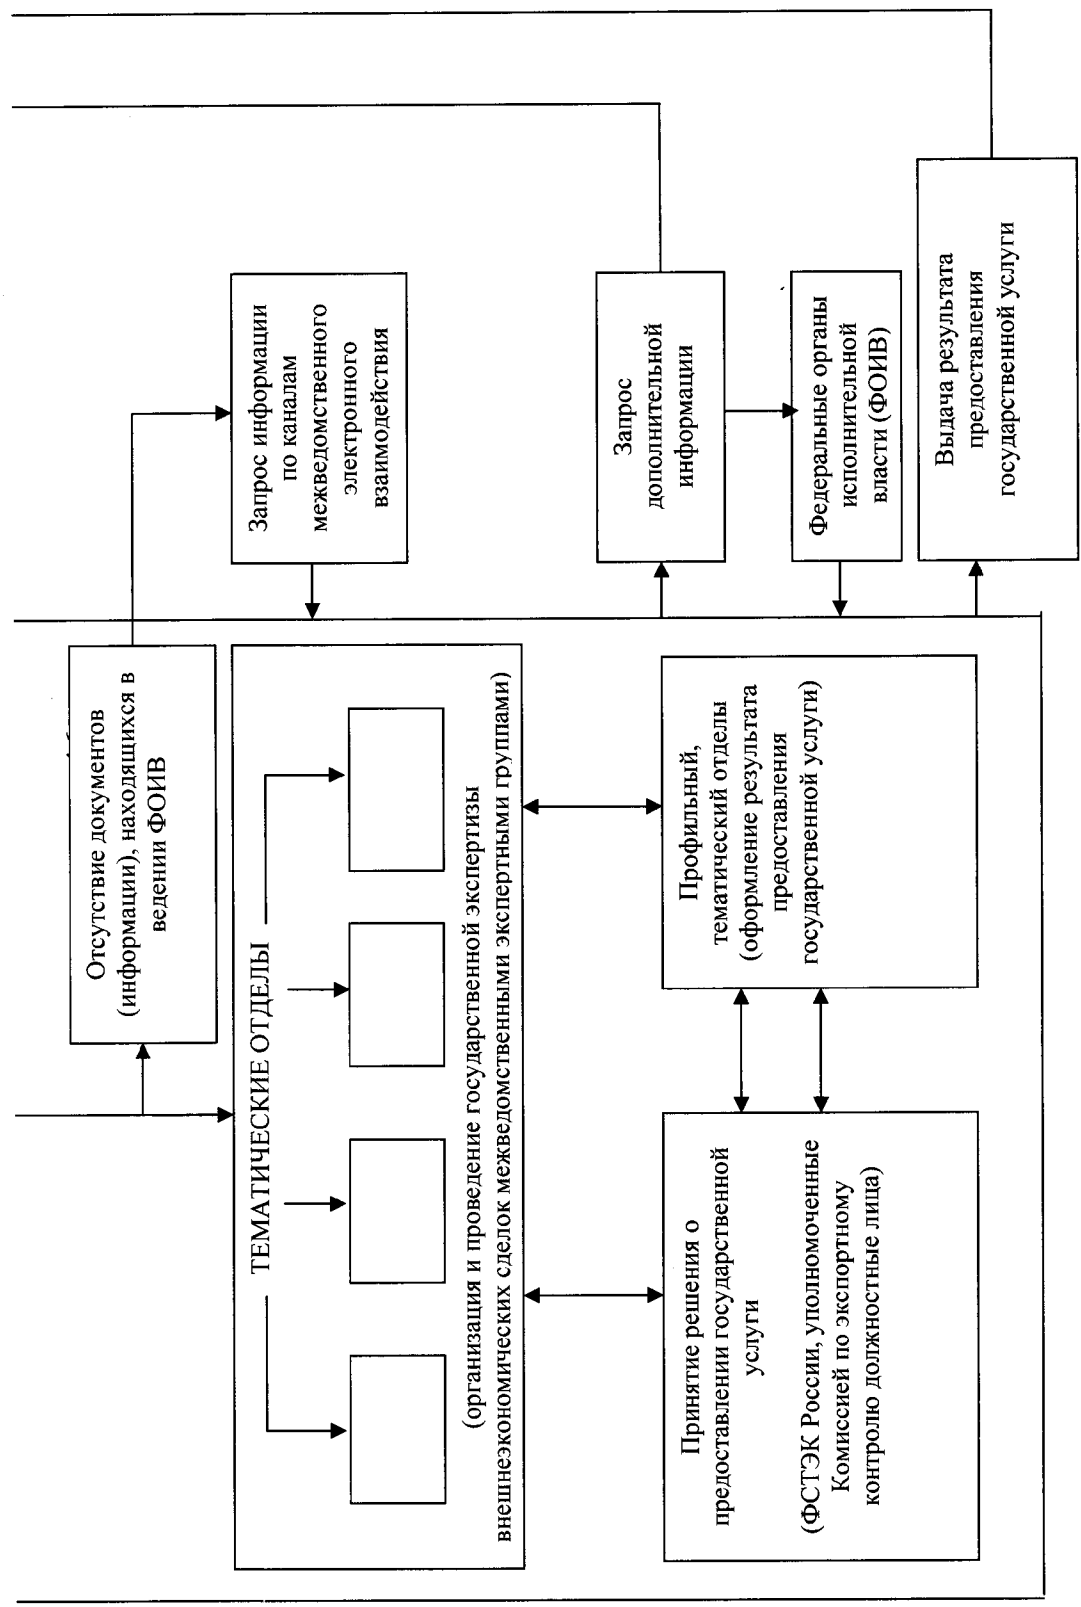 Отсутствие документов
(информации), находящихся в
ведении ФОИВ
Запрос информации
по каналам
межведомственного
электронного
взаимодействия
ТЕМАТИЧЕСКИЕ ОТДЕЛЫ
(организация и проведение государственной экспертизы
внешнеэкономических сделок межведомственными экспертными группами)
Запрос
дополнительной
информации
Федеральные органы
исполнительной
власти (ФОИВ)
Принятие решения о
предоставлении государственной
услуги
(ФСТЭК России, уполномоченные
Комиссией по экспортному
контролю должностные лица)
Профильный,
тематический отделы
(оформление результата
предоставления
государственной услуги)
Выдача результата
предоставления
государственной услуги